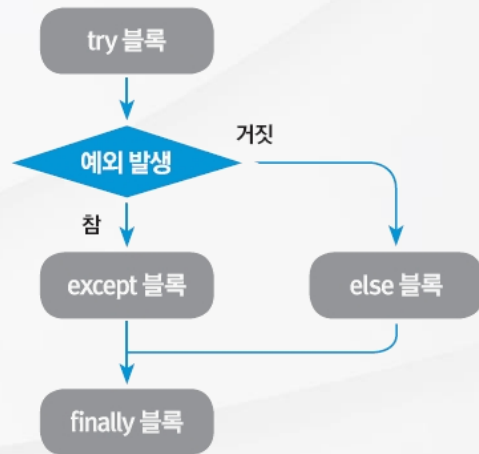 try 블록
거짓
예외 발생
참
except 블록
else 블록
finally 블록